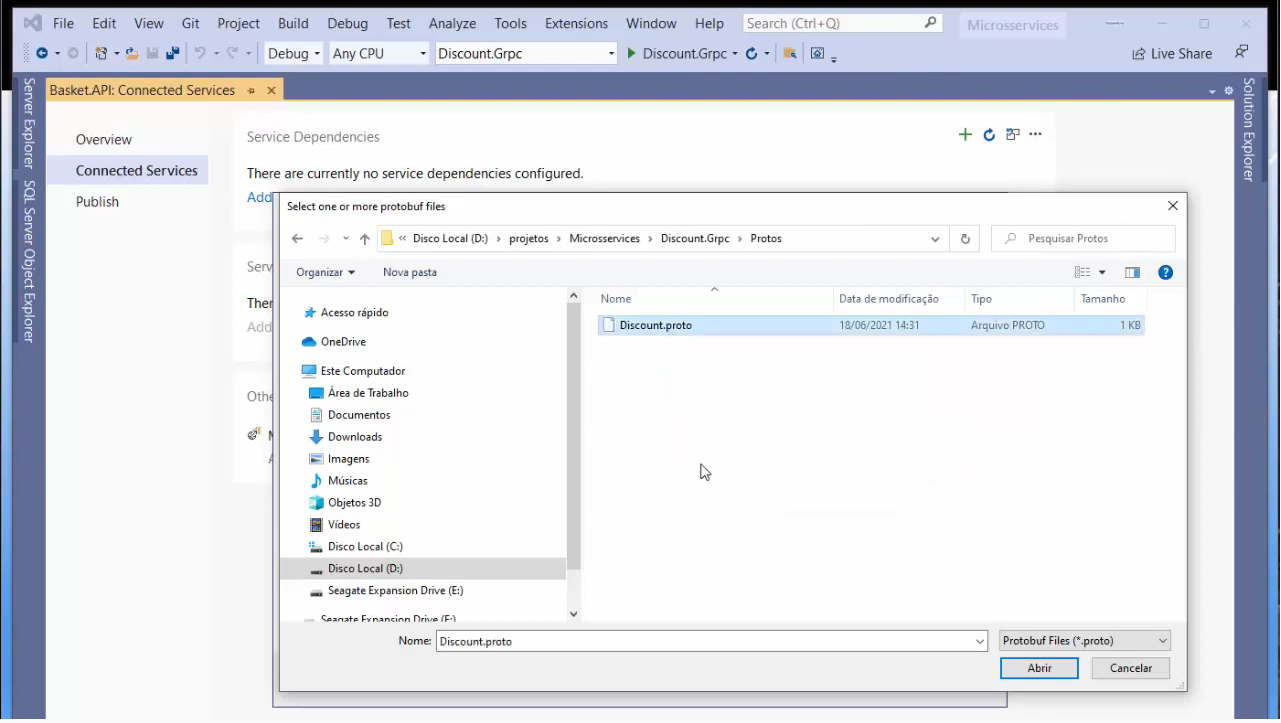 File Edit View Git Project Build Debug Test Analyze Tools Extensions Window Help Search (Ctrl+Q) Microsservices
Debug Any CPU Discount.Grpc Discount.Grpc Live Share
Server Explorer
SQL Server Object Explorer
Solution Explorer
Basket.API: Connected Services
Overview
Connected Services
Publish
Service Dependencies
There are currently no service dependencies configured.
Add
Serv
Ther
Add
Othe
Select one or more protobuf files
« Disco Local (D:) › projetos › Microsservices › Discount.Grpc › Protos
Pesquisar Protos
Organizar Nova pasta
Nome Data de modificação Tipo Tamanho
Discount.proto 18/06/2021 14:31 Arquivo PROTO 1 KB
Acesso rápido
OneDrive
Este Computador
Área de Trabalho
Documentos
Downloads
Imagens
Músicas
Objetos 3D
Vídeos
Disco Local (C:)
Disco Local (D:)
Seagate Expansion Drive (E:)
Seagate Expansion Drive (E:)
Nome: Discount.proto Protobuf Files (*.proto)
Abrir Cancelar